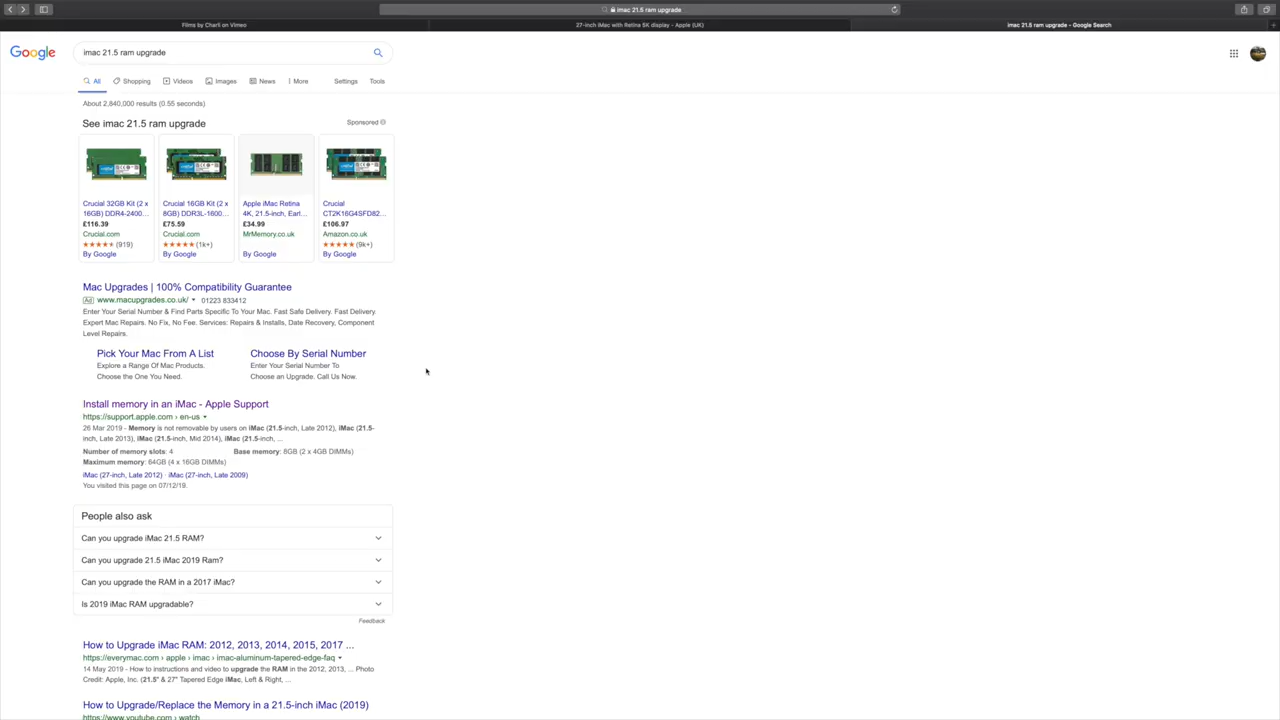 imac 21.5 ram upgrade
Films by Charli on Vimeo
27-inch iMac with Retina 5K display - Apple (UK)
imac 21.5 ram upgrade - Google Search
Google
imac 21.5 ram upgrade
All
Shopping
Videos
Images
News
More
Settings
Tools
About 2,840,000 results (0.55 seconds)
See imac 21.5 ram upgrade
Sponsored
Crucial 32GB Kit (2 x
16GB) DDR4-2400...
£116.39
Crucial.com
(919)
By Google
Crucial 16GB Kit (2 x
8GB) DDR3L-1600...
£75.59
Crucial.com
(1k+)
By Google
Apple iMac Retina
4K, 21.5-inch, Earl...
£34.99
MrMemory.co.uk
By Google
Crucial
CT2K16G4SFD82...
£106.97
Amazon.co.uk
(9k+)
By Google
Mac Upgrades | 100% Compatibility Guarantee
Ad www.macupgrades.co.uk/ 01223 833412
Enter Your Serial Number & Find Parts Specific To Your Mac. Fast Safe Delivery. Fast Delivery.
Expert Mac Repairs. No Fix, No Fee. Services: Repairs & Installs, Date Recovery, Component
Level Repairs.
Pick Your Mac From A List
Explore a Range Of Mac Products.
Choose the One You Need.
Choose By Serial Number
Enter Your Serial Number To
Choose an Upgrade. Call Us Now.
Install memory in an iMac - Apple Support
https://support.apple.com › en-us
26 Mar 2019 - Memory is not removable by users on iMac (21.5-inch, Late 2012), iMac (21.5-
inch, Late 2013), iMac (21.5-inch, Mid 2014), iMac (21.5-inch, ...
Number of memory slots: 4
Base memory: 8GB (2 x 4GB DIMMs)
Maximum memory: 64GB (4 x 16GB DIMMs)
iMac (27-inch, Late 2012) · iMac (27-inch, Late 2009)
You visited this page on 07/12/19.
People also ask
Can you upgrade iMac 21.5 RAM?
Can you upgrade 21.5 iMac 2019 Ram?
Can you upgrade the RAM in a 2017 iMac?
Is 2019 iMac RAM upgradable?
Feedback
How to Upgrade iMac RAM: 2012, 2013, 2014, 2015, 2017 ...
https://everymac.com › apple › imac › imac-aluminum-tapered-edge-faq
14 May 2019 - How to instructions and video to upgrade the RAM in the 2012, 2013, ... Photo
Credit: Apple, Inc. (21.5" & 27" Tapered Edge iMac, Left & Right, ...
How to Upgrade/Replace the Memory in a 21.5-inch iMac (2019)
https://www.youtube.com › watch